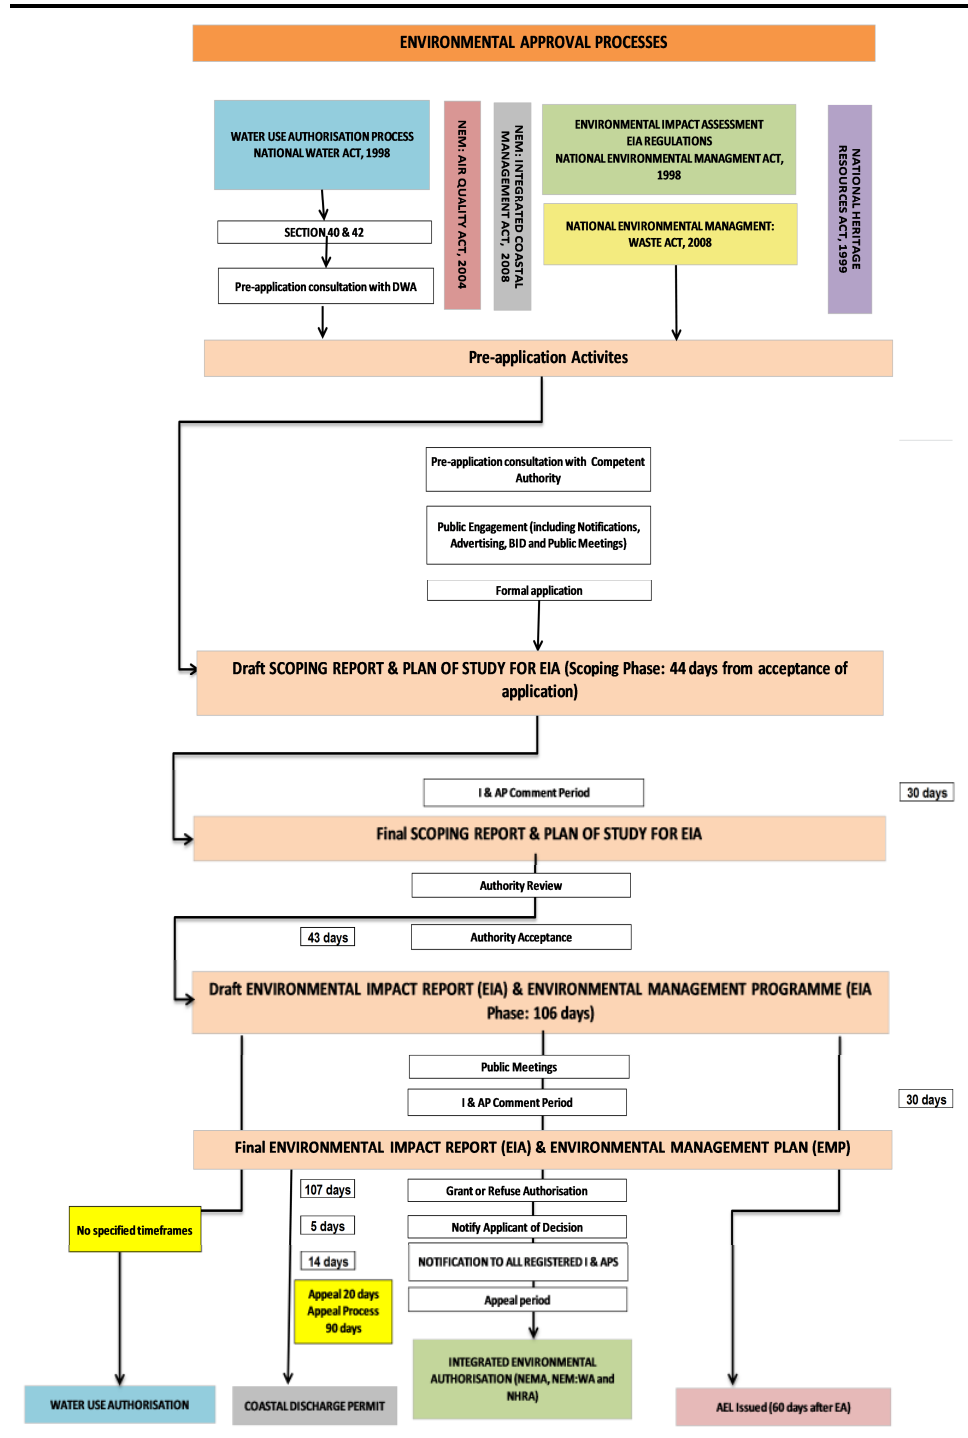 ENVIRONMENTAL APPROVAL PROCESSES
WATER USE AUTHORISATION PROCESS
NATIONAL WATER ACT, 1998
NEM: AIR QUALITY ACT, 2004
NEM: INTEGRATED COASTAL
MANAGEMENT ACT, 2008
ENVIRONMENTAL IMPACT ASSESSMENT
EIA REGULATIONS
NATIONAL ENVIRONMENTAL MANAGMENT ACT,
1998
NATIONAL HERITAGE
RESOURCES ACT, 1999
SECTION 40 & 42
NATIONAL ENVIRONMENTAL MANAGMENT:
WASTE ACT, 2008
Pre-application consultation with DWA
Pre-application Activites
Pre-application consultation with Competent
Authority
Public Engagement (including Notifications,
Advertising, BID and Public Meetings)
Formal application
Draft SCOPING REPORT & PLAN OF STUDY FOR EIA (Scoping Phase: 44 days from acceptance of
application)
I & AP Comment Period
30 days
Final SCOPING REPORT & PLAN OF STUDY FOR EIA
Authority Review
43 days
Authority Acceptance
Draft ENVIRONMENTAL IMPACT REPORT (EIA) & ENVIRONMENTAL MANAGEMENT PROGRAMME (EIA
Phase: 106 days)
Public Meetings
I & AP Comment Period
30 days
Final ENVIRONMENTAL IMPACT REPORT (EIA) & ENVIRONMENTAL MANAGEMENT PLAN (EMP)
107 days
Grant or Refuse Authorisation
No specified timeframes
5 days
Notify Applicant of Decision
14 days
NOTIFICATION TO ALL REGISTERED I & APS
Appeal 20 days
Appeal Process
90 days
Appeal period
INTEGRATED ENVIRONMENTAL
AUTHORISATION (NEMA, NEM:WA and
NHRA)
WATER USE AUTHORISATION
COASTAL DISCHARGE PERMIT
AEL Issued (60 days after EA)